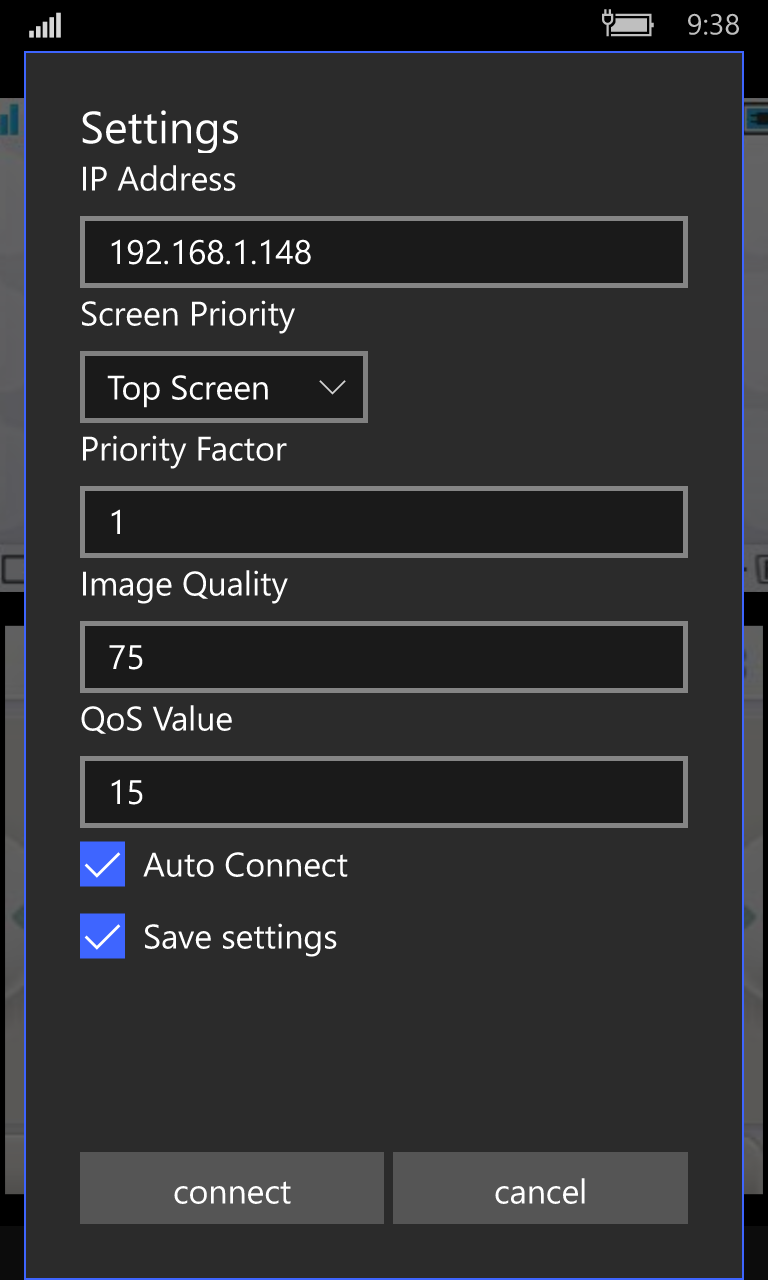 9:38
Settings
IP Address
192.168.1.148
Screen Priority
Top Screen
Priority Factor
1
Image Quality
75
QoS Value
15
Auto Connect
Save settings
connect cancel